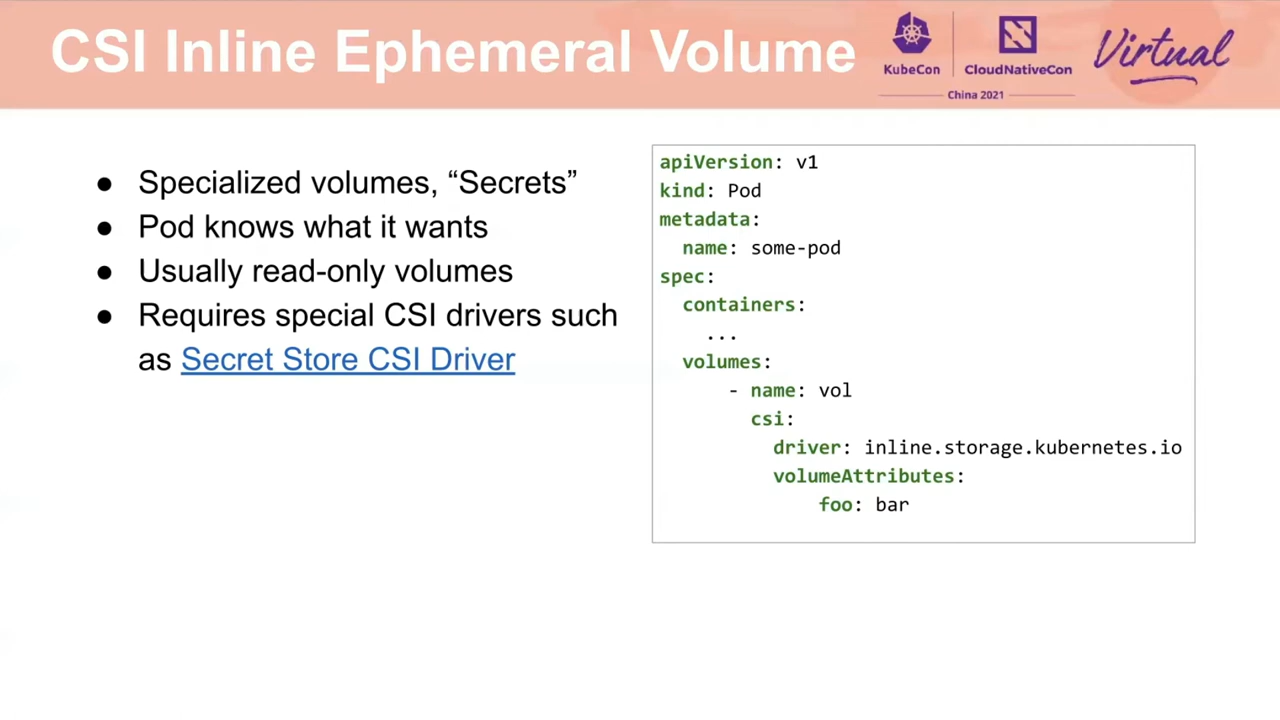 CSI Inline Ephemeral Volume
KubeCon
CloudNativeCon
China 2021
Virtual
● Specialized volumes, “Secrets”
● Pod knows what it wants
● Usually read-only volumes
● Requires special CSI drivers such
as Secret Store CSI Driver
apiVersion: v1
kind: Pod
metadata:
  name: some-pod
spec:
  containers:
    ...
  volumes:
      - name: vol
        csi:
          driver: inline.storage.kubernetes.io
          volumeAttributes:
              foo: bar